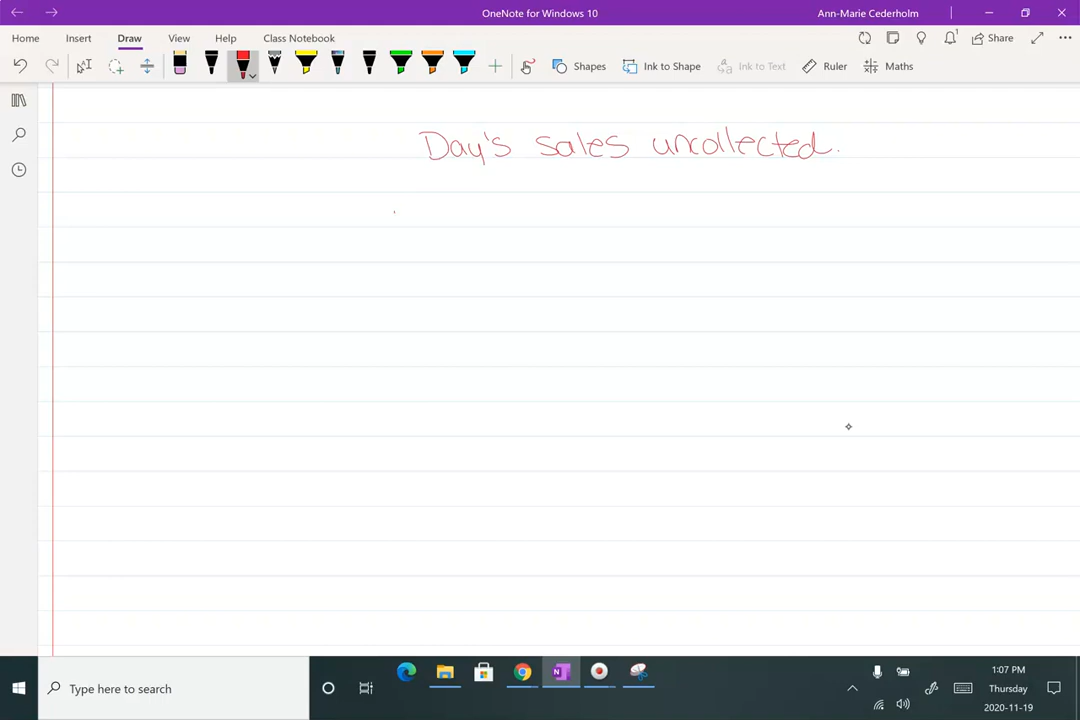 OneNote for Windows 10
Ann-Marie Cederholm
Home Insert Draw View Help Class Notebook
Share
Shapes Ink to Shape Ink to Text Ruler Maths
Day's sales uncollected.
Type here to search
1:07 PM
Thursday
2020-11-19